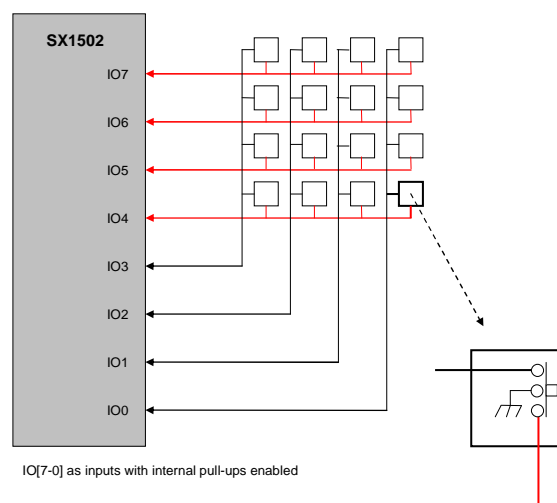 SX1502
IO7
IO6
IO5
IO4
IO3
IO2
IO1
IO0
IO[7-0] as inputs with internal pull-ups enabled